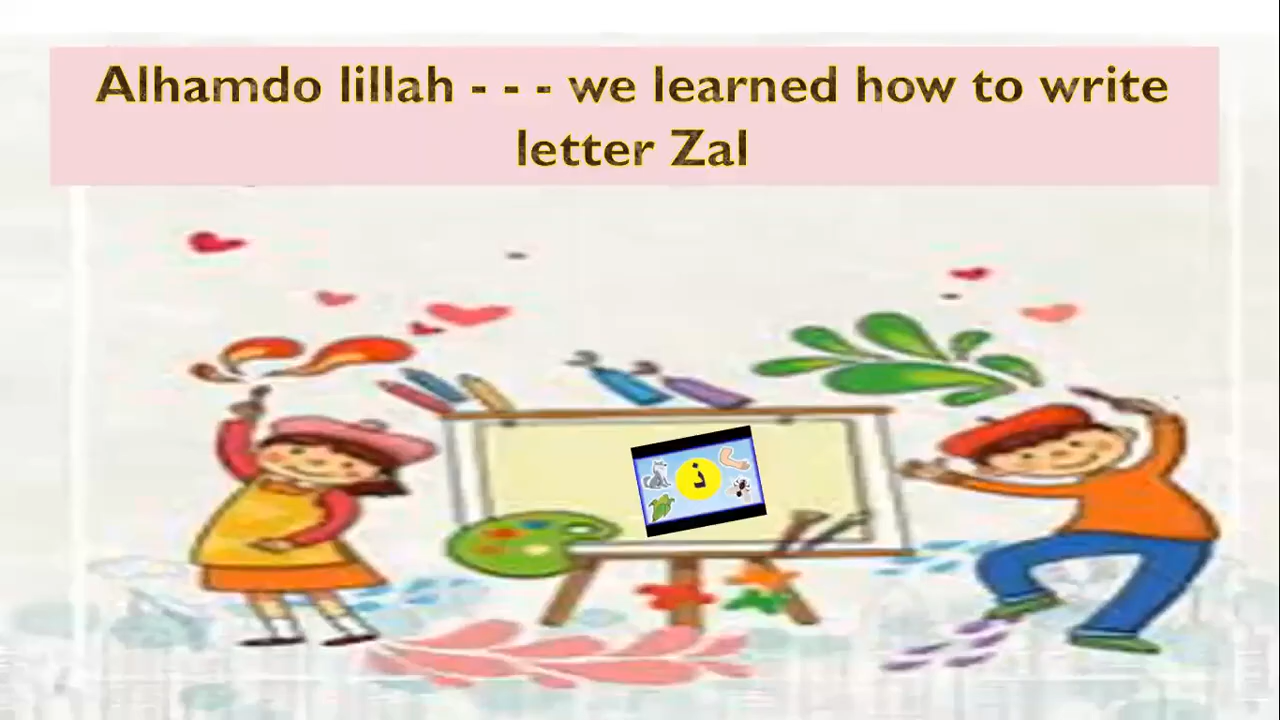 Alhamdo lillah - - - we learned how to write
letter Zal
ذ